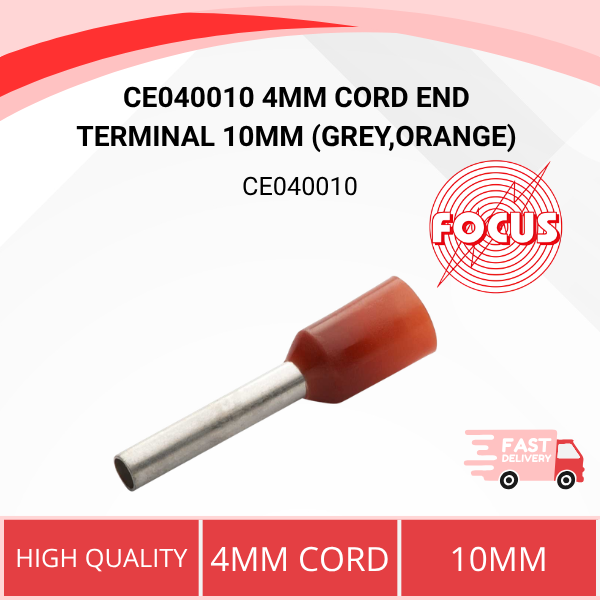 CE040010 4MM CORD END
TERMINAL 10MM (GREY,ORANGE)
CE040010
FOCUS
FAST
DELIVERY
HIGH QUALITY
4MM CORD
10MM